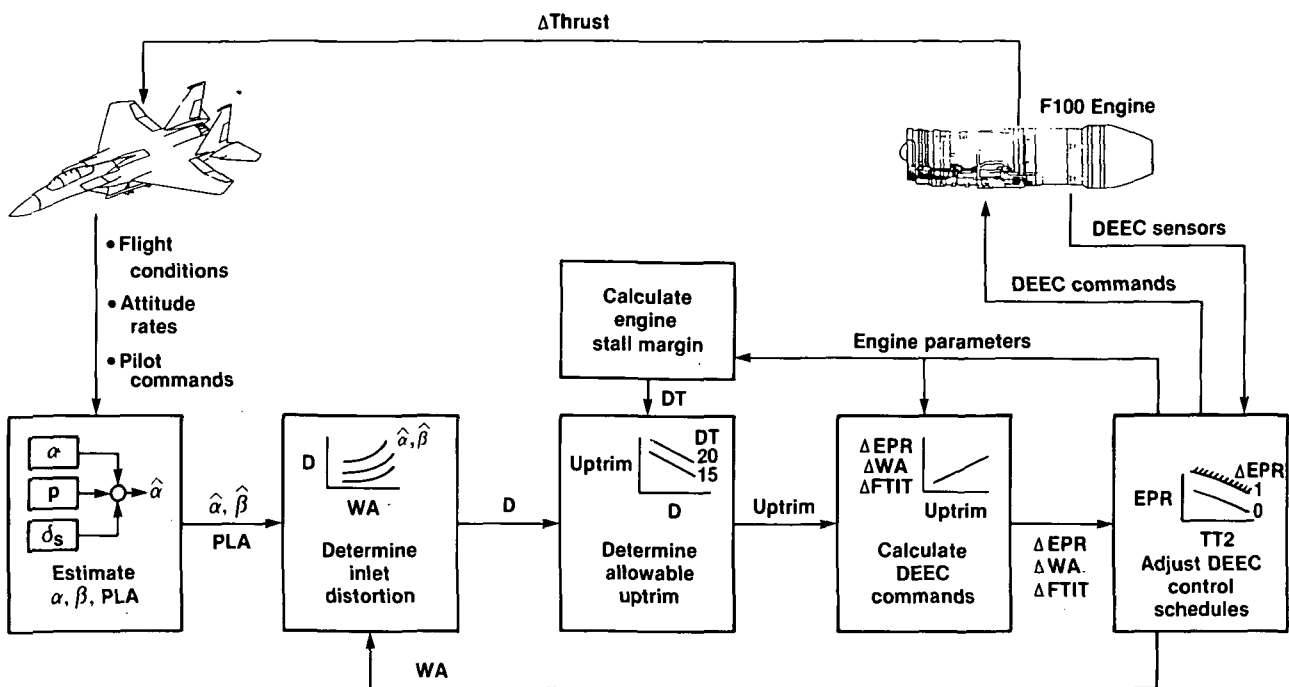 ΔThrust
F100 Engine
DEEC sensors
DEEC commands
• Flight
conditions
• Attitude
rates
• Pilot
commands
Calculate
engine
stall margin
Engine parameters
DT
α
p
δs
α̂
Estimate
α, β, PLA
α̂, β̂
PLA
D
α̂, β̂
WA
Determine
inlet
distortion
D
Uptrim
DT
20
15
D
Determine
allowable
uptrim
Uptrim
ΔEPR
ΔWA
ΔFTIT
Uptrim
Calculate
DEEC
commands
ΔEPR
ΔWA.
ΔFTIT
EPR
ΔEPR
1
0
TT2
Adjust DEEC
control
schedules
WA